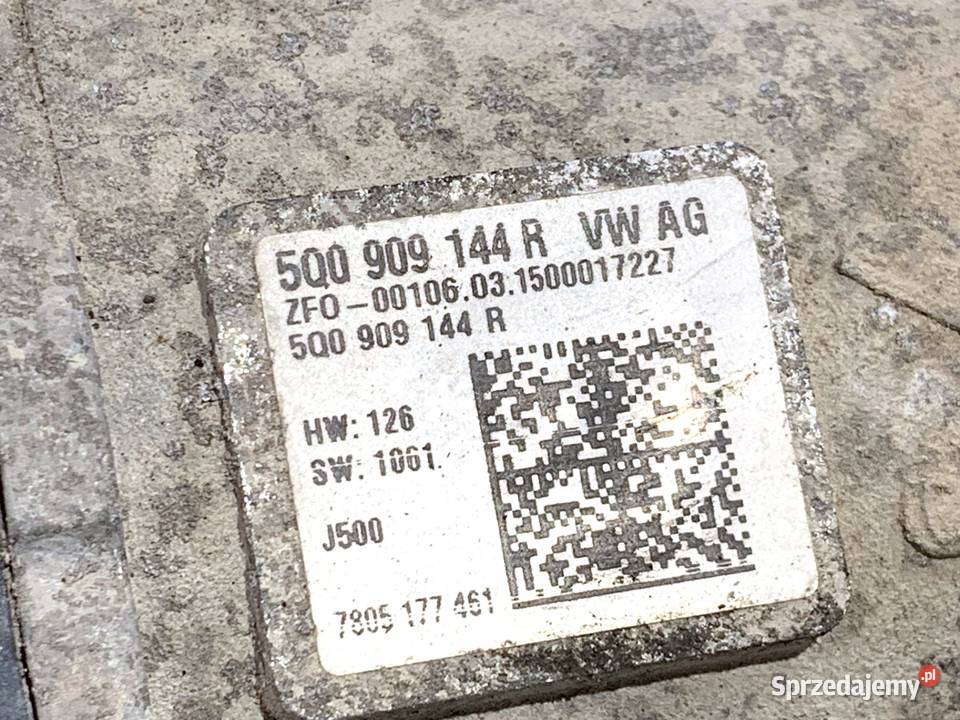 5Q0 909 144 R VW AG
ZFO-00106.03.1500017227
5Q0 909 144 R
HW: 126
SW: 1061.
J500
7805 177 461
Sprzedajemy.pl